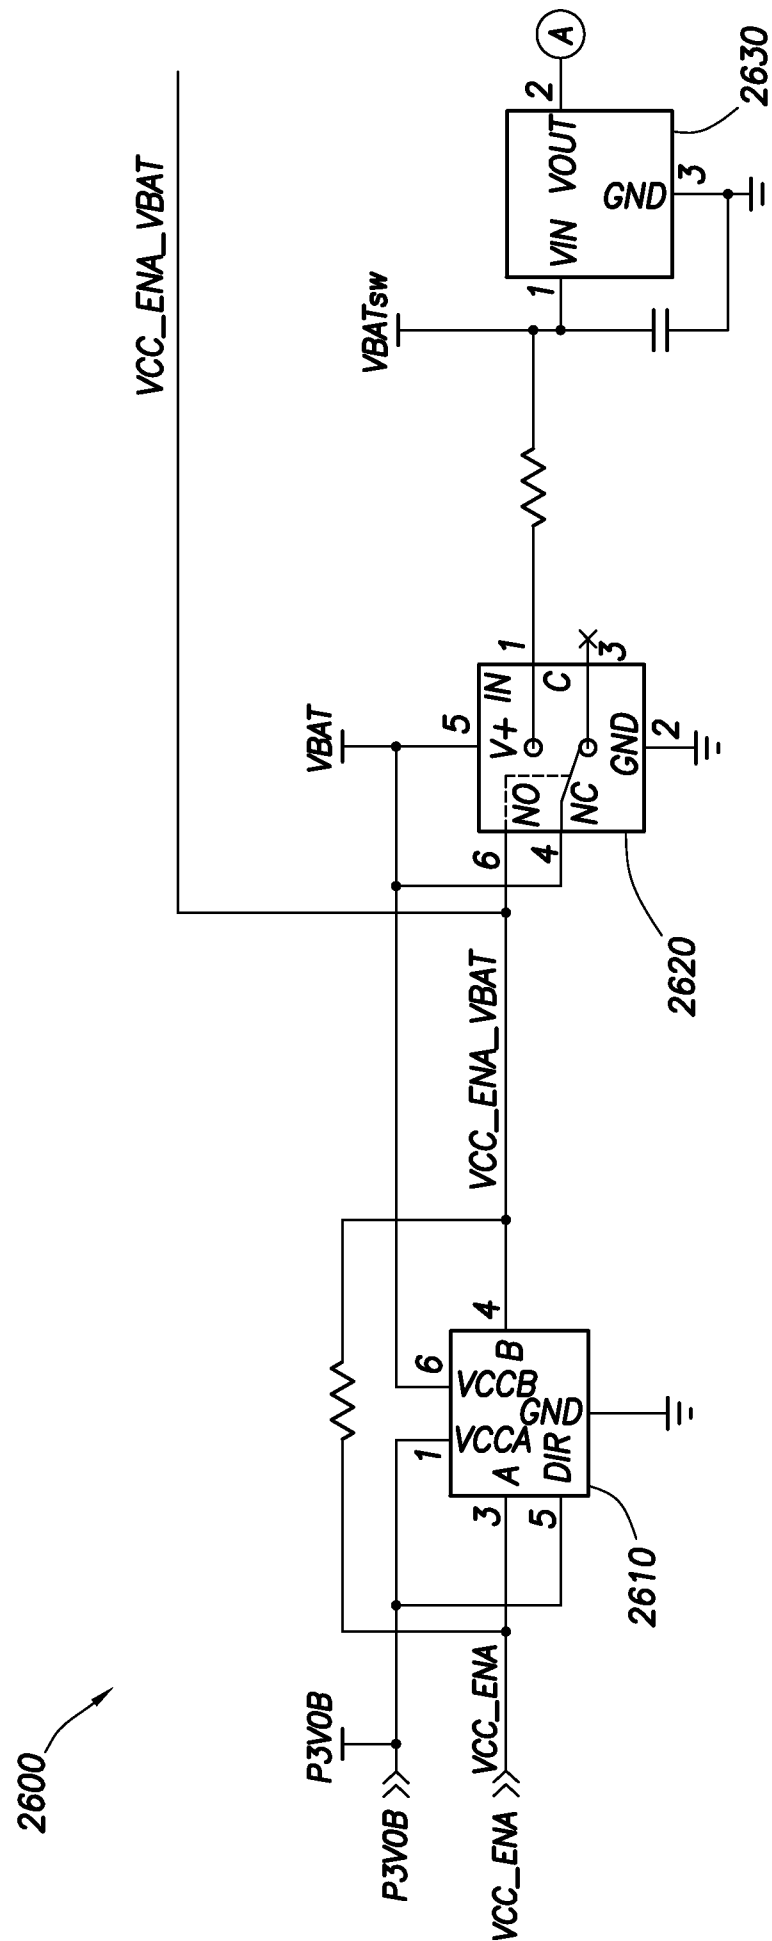 2600
P3V0B
P3V0B
VCC_ENA
VCC_ENA
2610
1
VCCA
6
VCCB
3
A
5
DIR
GND
B
4
VCC_ENA_VBAT
VCC_ENA_VBAT
VBAT
5
V+
6
NO
4
NC
IN
1
C
3
GND
2
2620
VBATsw
1
VIN
VOUT
2
GND
3
2630
A